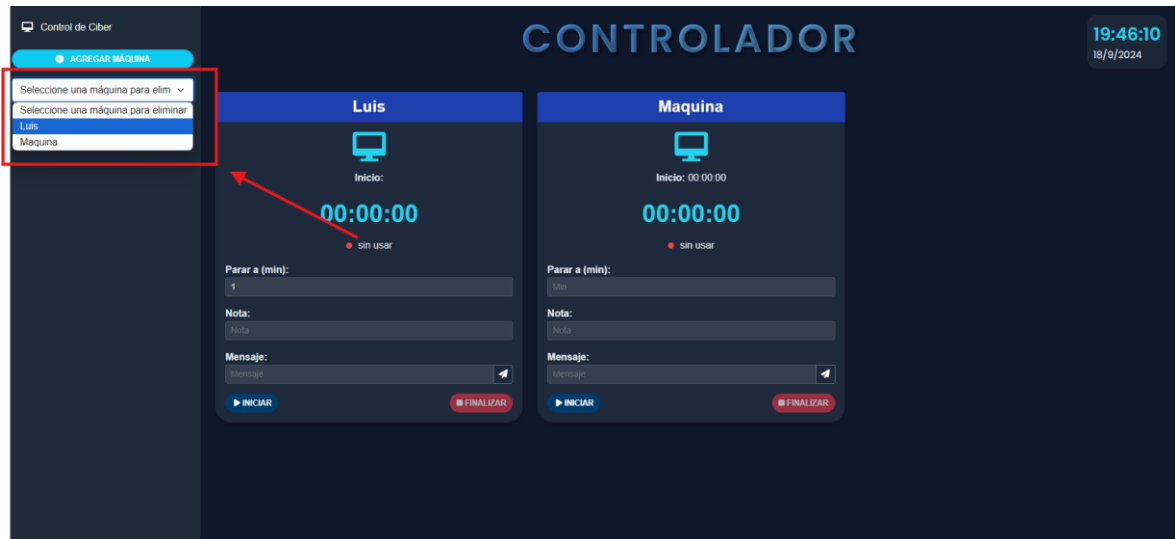 Control de Ciber
AGREGAR MÁQUINA
Seleccione una máquina para elim
Seleccione una máquina para eliminar
Luis
Maquina
CONTROLADOR
19:46:10
18/9/2024
Luis
Inicio:
00:00:00
sin usar
Parar a (min):
1
Nota:
Nota
Mensaje:
Mensaje
INICIAR
FINALIZAR
Maquina
Inicio: 00:00:00
00:00:00
sin usar
Parar a (min):
Min
Nota:
Nota
Mensaje:
Mensaje
INICIAR
FINALIZAR